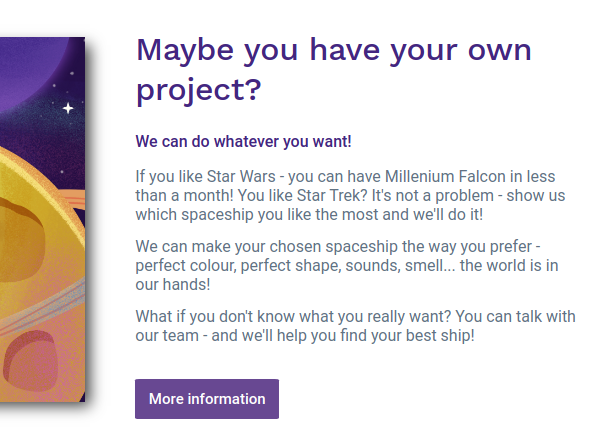 Maybe you have your own
project?
We can do whatever you want!
If you like Star Wars - you can have Millenium Falcon in less
than a month! You like Star Trek? It's not a problem - show us
which spaceship you like the most and we'll do it!
We can make your chosen spaceship the way you prefer -
perfect colour, perfect shape, sounds, smell... the world is in
our hands!
What if you don't know what you really want? You can talk with
our team - and we'll help you find your best ship!
More information